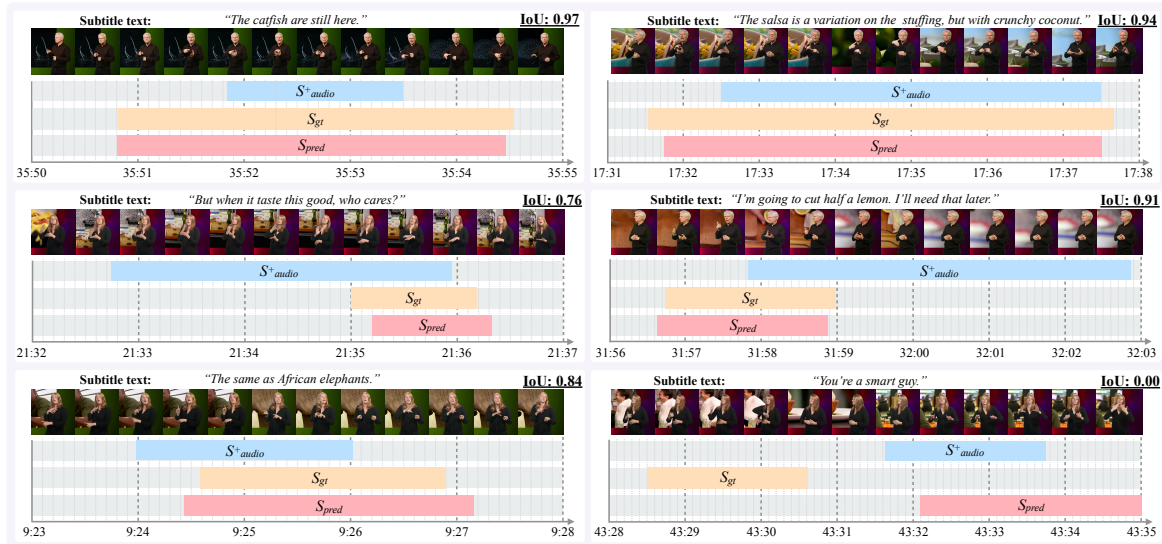 Subtitle text: “The catfish are still here.” IoU: 0.97
S+audio
Sgt
Spred
35:50 35:51 35:52 35:53 35:54 35:55
Subtitle text: “The salsa is a variation on the stuffing, but with crunchy coconut.” IoU: 0.94
S+audio
Sgt
Spred
17:31 17:32 17:33 17:34 17:35 17:36 17:37 17:38
Subtitle text: “But when it taste this good, who cares?” IoU: 0.76
S+audio
Sgt
Spred
21:32 21:33 21:34 21:35 21:36 21:37
Subtitle text: “I'm going to cut half a lemon. I'll need that later.” IoU: 0.91
S+audio
Sgt
Spred
31:56 31:57 31:58 31:59 32:00 32:01 32:02 32:03
Subtitle text: “The same as African elephants.” IoU: 0.84
S+audio
Sgt
Spred
9:23 9:24 9:25 9:26 9:27 9:28
Subtitle text: “You're a smart guy.” IoU: 0.00
S+audio
Sgt
Spred
43:28 43:29 43:30 43:31 43:32 43:33 43:34 43:35